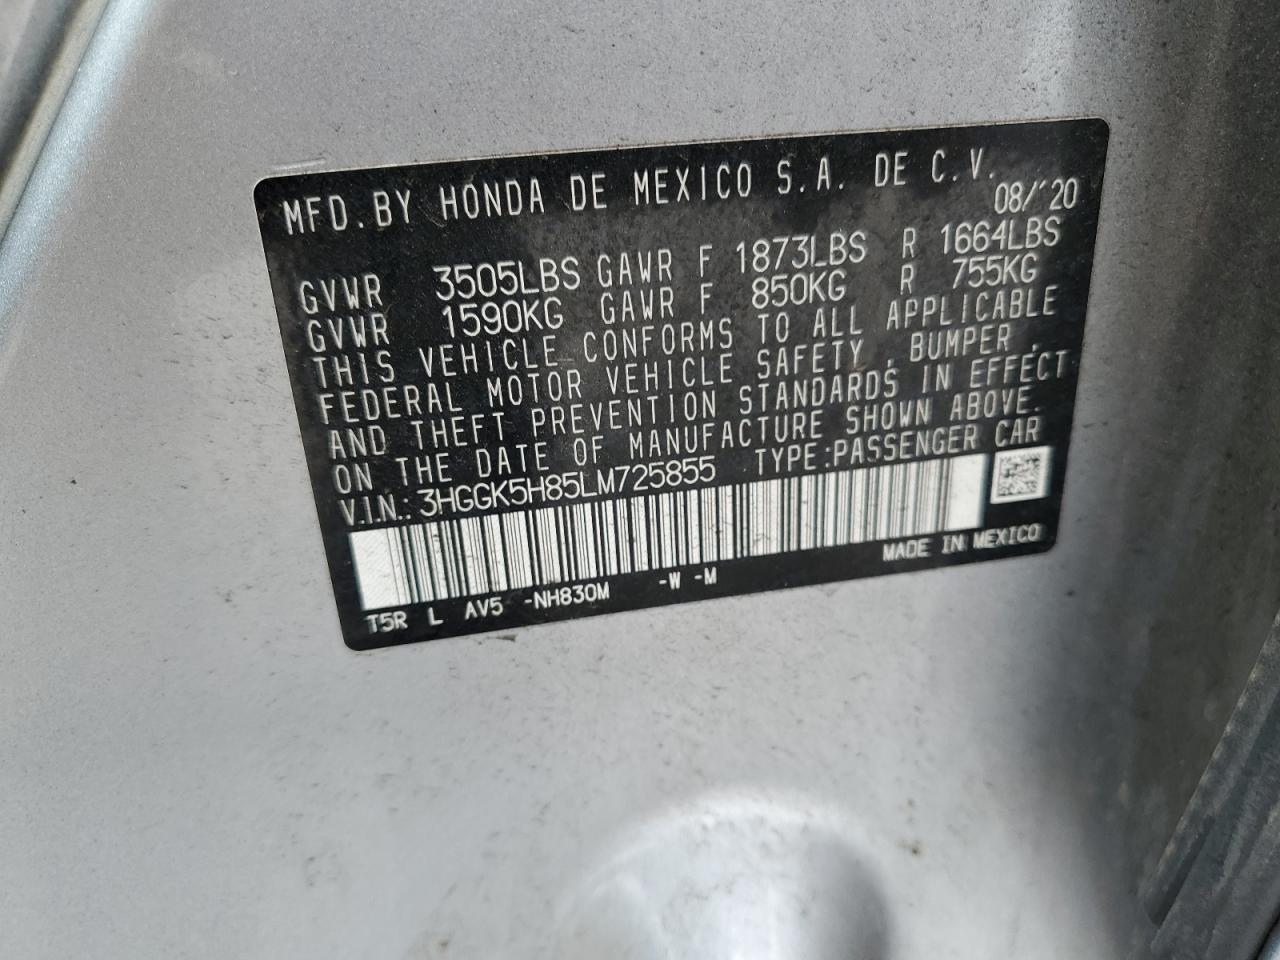 MFD.BY HONDA DE MEXICO S.A. DE C.V.
08/'20
GVWR 3505LBS GAWR F 1873LBS R 1664LBS
GVWR 1590KG GAWR F 850KG R 755KG
THIS VEHICLE CONFORMS TO ALL APPLICABLE
FEDERAL MOTOR VEHICLE SAFETY, BUMPER,
AND THEFT PREVENTION STANDARDS IN EFFECT
ON THE DATE OF MANUFACTURE SHOWN ABOVE.
V.I.N.: 3HGGK5H85LM725855 TYPE:PASSENGER CAR
MADE IN MEXICO
T5R L AV5 -NH830M -W -M